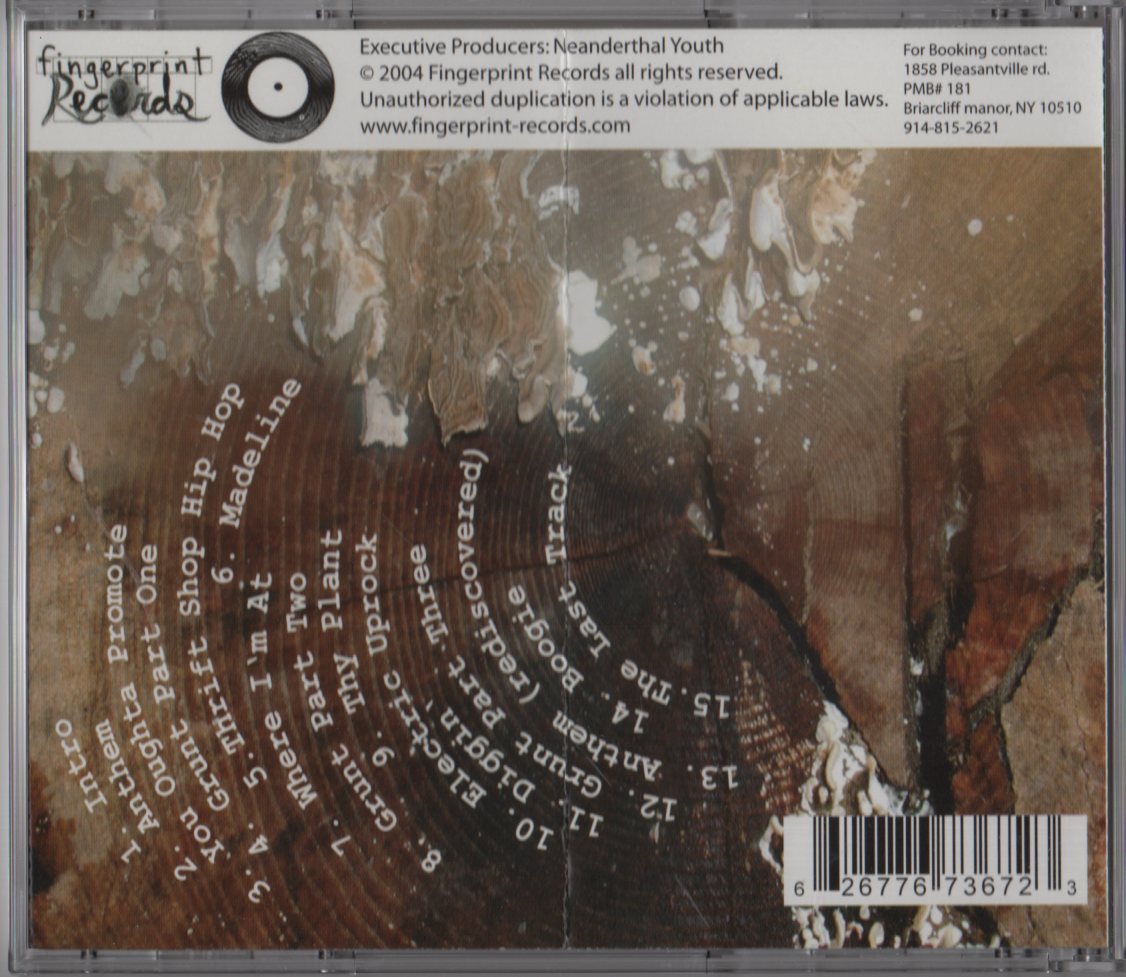 fingerprint
Records
Executive Producers: Neanderthal Youth
© 2004 Fingerprint Records all rights reserved.
Unauthorized duplication is a violation of applicable laws.
www.fingerprint-records.com
For Booking contact:
1858 Pleasantville rd.
PMB# 181
Briarcliff manor, NY 10510
914-815-2621
1. Intro
2. Anthem
3. You Oughta Promote
4. Grunt Part One
5. Thrift Shop Hip Hop
6. Madeline
7. Where I'm At
8. Grunt Part Two
9. Thy Plant
10. Electric Uprock
11. Diggin'
12. Grunt Part Three
13. Anthem (rediscovered)
14. Boogie
15. The Last Track
6 26776 73672 3